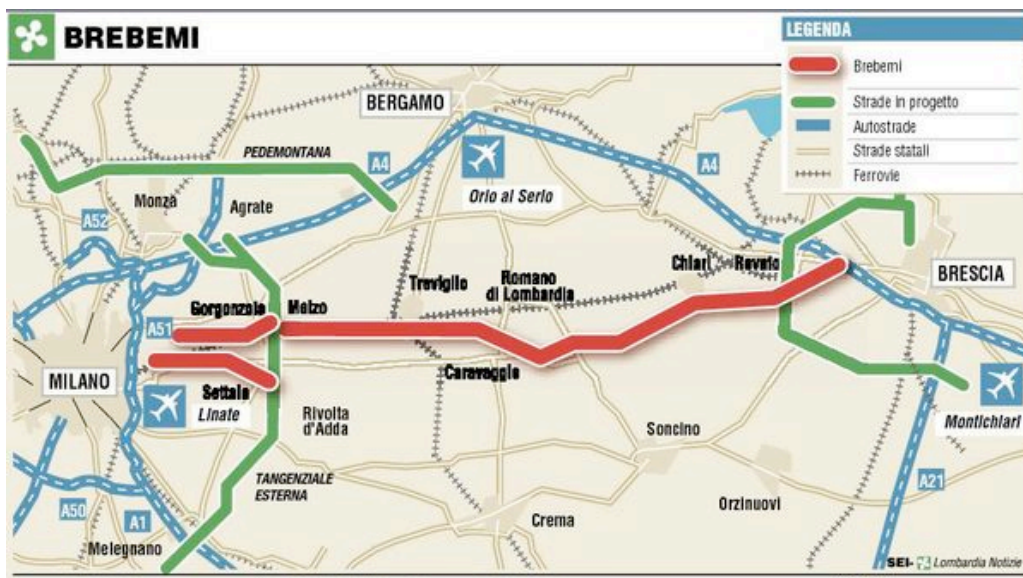 BREBEMI
LEGENDA
Brebemi
Strade in progetto
Autostrade
Strade statali
Ferrovie
BERGAMO
PEDEMONTANA
A4
A4
Orio al Serio
Monza
Agrate
A52
Chiari
Rovato
Treviglio
Romano
di Lombardia
BRESCIA
Gorgonzola
Melzo
A51
Caravaggio
MILANO
Settala
Linate
Rivolta
d'Adda
Montichiari
Soncino
TANGENZIALE
ESTERNA
A21
Orzinuovi
A50
A1
Crema
Melegnano
SEI- Lombardia Notizie